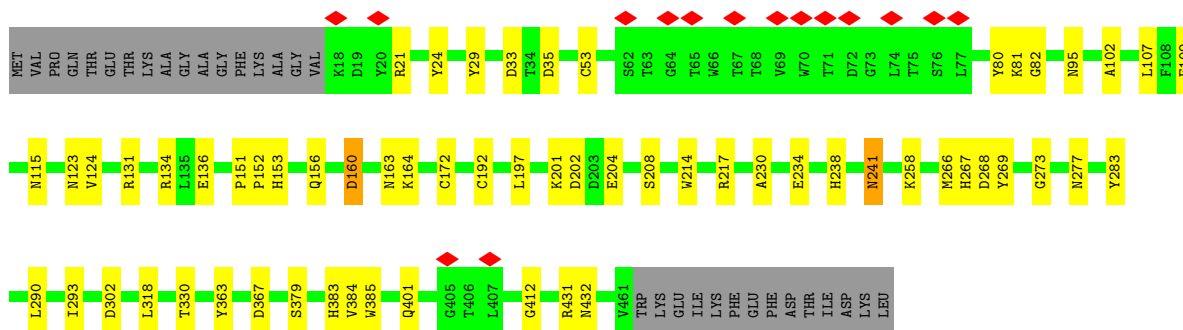 MET VAL PRO GLN THR GLU THR LYS ALA GLY ALA GLY PHE LYS ALA GLY VAL K18 D19 Y20 R21 Y24 Y29 D33 T34 D35 C53 S62 T63 G64 T65 W66 T67 T68 V69 W70 T71 D72 G73 L74 T75 S76 L77 Y80 K81 G82 N95 A102 L107 F108
N115 N123 V124 R131 R134 L135 E136 P151 P152 H153 Q156 D160 N163 K164 C172 C192 L197 K201 D202 D203 E204 S208 W214 R217 A230 E234 H238 N241 K258 M266 H267 D268 Y269 G273 N277 Y283
L290 I293 D302 L318 T330 Y363 D367 S379 H383 V384 W385 Q401 G405 T406 L407 G412 R431 N432 V461 TRP LYS GLU ILE LYS PHE GLU PHE ASP THR ILE ASP LYS LEU